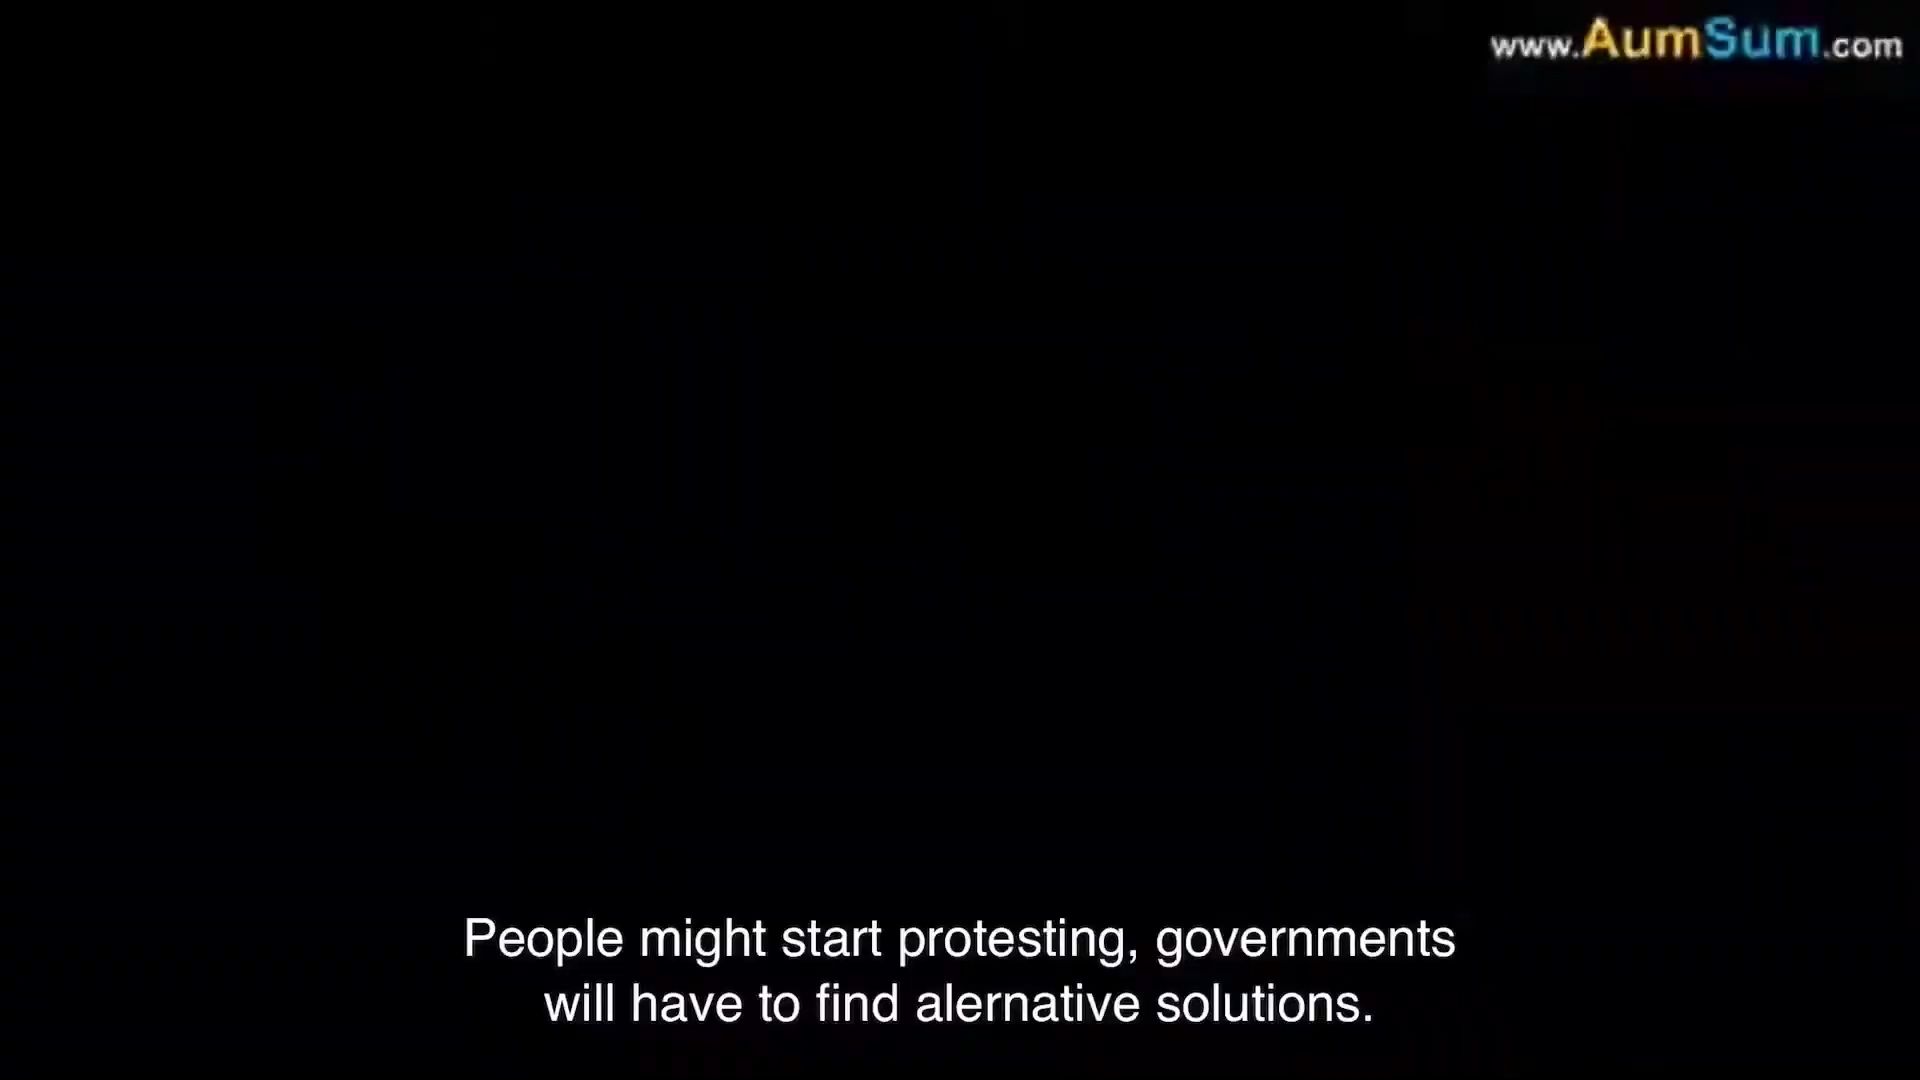 www.AumSum.com
People might start protesting, governments
will have to find alernative solutions.